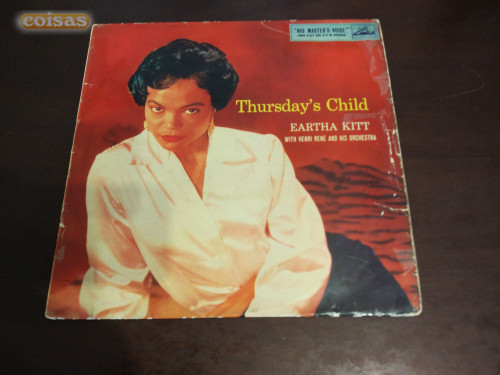 coisas
"HIS MASTER'S VOICE"
Thursday's Child
EARTHA KITT
WITH HENRI RENÉ AND HIS ORCHESTRA